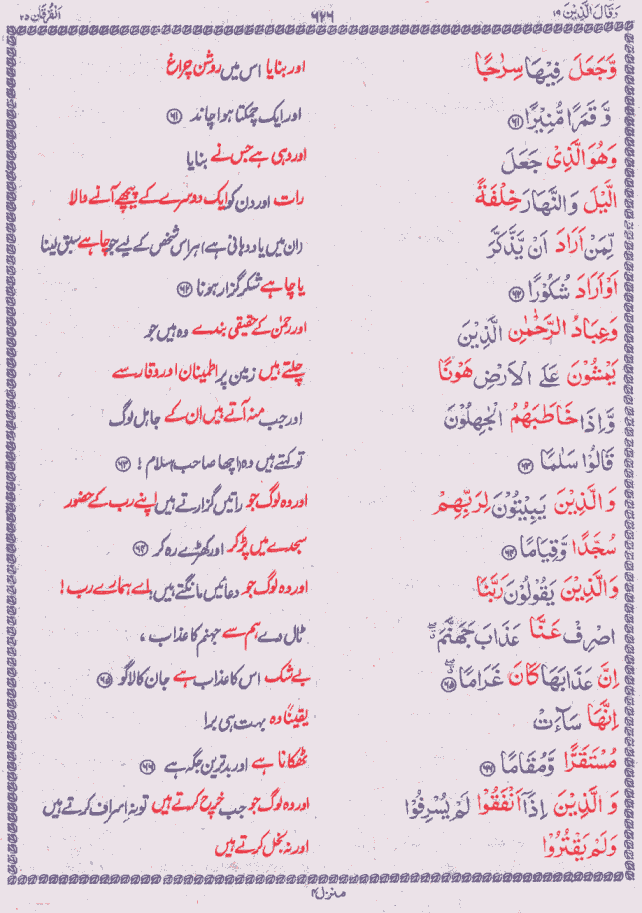 وَقَالَ الَّذِيْنَ ١٩ ٦٢٦ اَلْفُرْقَان ٢٥
وَّجَعَلَ فِيْهَا سِرٰجًا اور بنایا اس میں روشن چراغ
وَّ قَمَرًا مُّنِيْرًا ﴿٦١﴾ اور ایک چمکتا ہوا چاند ﴿٦١﴾
وَهُوَ الَّذِيْ جَعَلَ اور وہی ہے جس نے بنایا
الَّيْلَ وَالنَّهَارَ خِلْفَةً رات اور دن کو ایک دوسرے کے پیچھے آنے والا
لِّمَنْ اَرَادَ اَنْ يَّذَّكَّرَ (ان میں یاد دہانی ہے) ہر اس شخص کے لیے جو چاہے سبق لینا
اَوْ اَرَادَ شُكُوْرًا ﴿٦٢﴾ یا چاہے شکر گزار ہونا ﴿٦٢﴾
وَعِبَادُ الرَّحْمٰنِ الَّذِيْنَ اور رحمٰن کے حقیقی بندے وہ ہیں جو
يَمْشُوْنَ عَلَى الْاَرْضِ هَوْنًا چلتے ہیں زمین پر اطمینان اور وقار سے
وَّاِذَا خَاطَبَهُمُ الْجٰهِلُوْنَ اور جب منہ آتے ہیں ان کے جاہل لوگ
قَالُوْا سَلٰمًا ﴿٦٣﴾ تو کہتے ہیں وہ (اچھا صاحب) سلام! ﴿٦٣﴾
وَالَّذِيْنَ يَبِيْتُوْنَ لِرَبِّهِمْ اور وہ لوگ جو راتیں گزارتے ہیں اپنے رب کے حضور
سُجَّدًا وَّقِيَامًا ﴿٦٤﴾ سجدے میں پڑ کر اور کھڑے رہ کر ﴿٦٤﴾
وَالَّذِيْنَ يَقُوْلُوْنَ رَبَّنَا اور وہ لوگ جو دعائیں مانگتے ہیں، اے ہمارے رب!
اصْرِفْ عَنَّا عَذَابَ جَهَنَّمَ ٹال دے ہم سے جہنم کا عذاب،
اِنَّ عَذَابَهَا كَانَ غَرَامًا ﴿٦٥﴾ بے شک اس کا عذاب ہے جان کا لاگو ﴿٦٥﴾
اِنَّهَا سَآءَتْ یقیناً وہ بہت ہی برا
مُسْتَقَرًّا وَّمُقَامًا ﴿٦٦﴾ ٹھکانا ہے اور بدترین جگہ ہے ﴿٦٦﴾
وَالَّذِيْنَ اِذَآ اَنْفَقُوْا لَمْ يُسْرِفُوْا اور وہ لوگ جو جب خرچ کرتے ہیں تو نہ اسراف کرتے ہیں
وَلَمْ يَقْتُرُوْا اور نہ بخل کرتے ہیں
منزل ٤